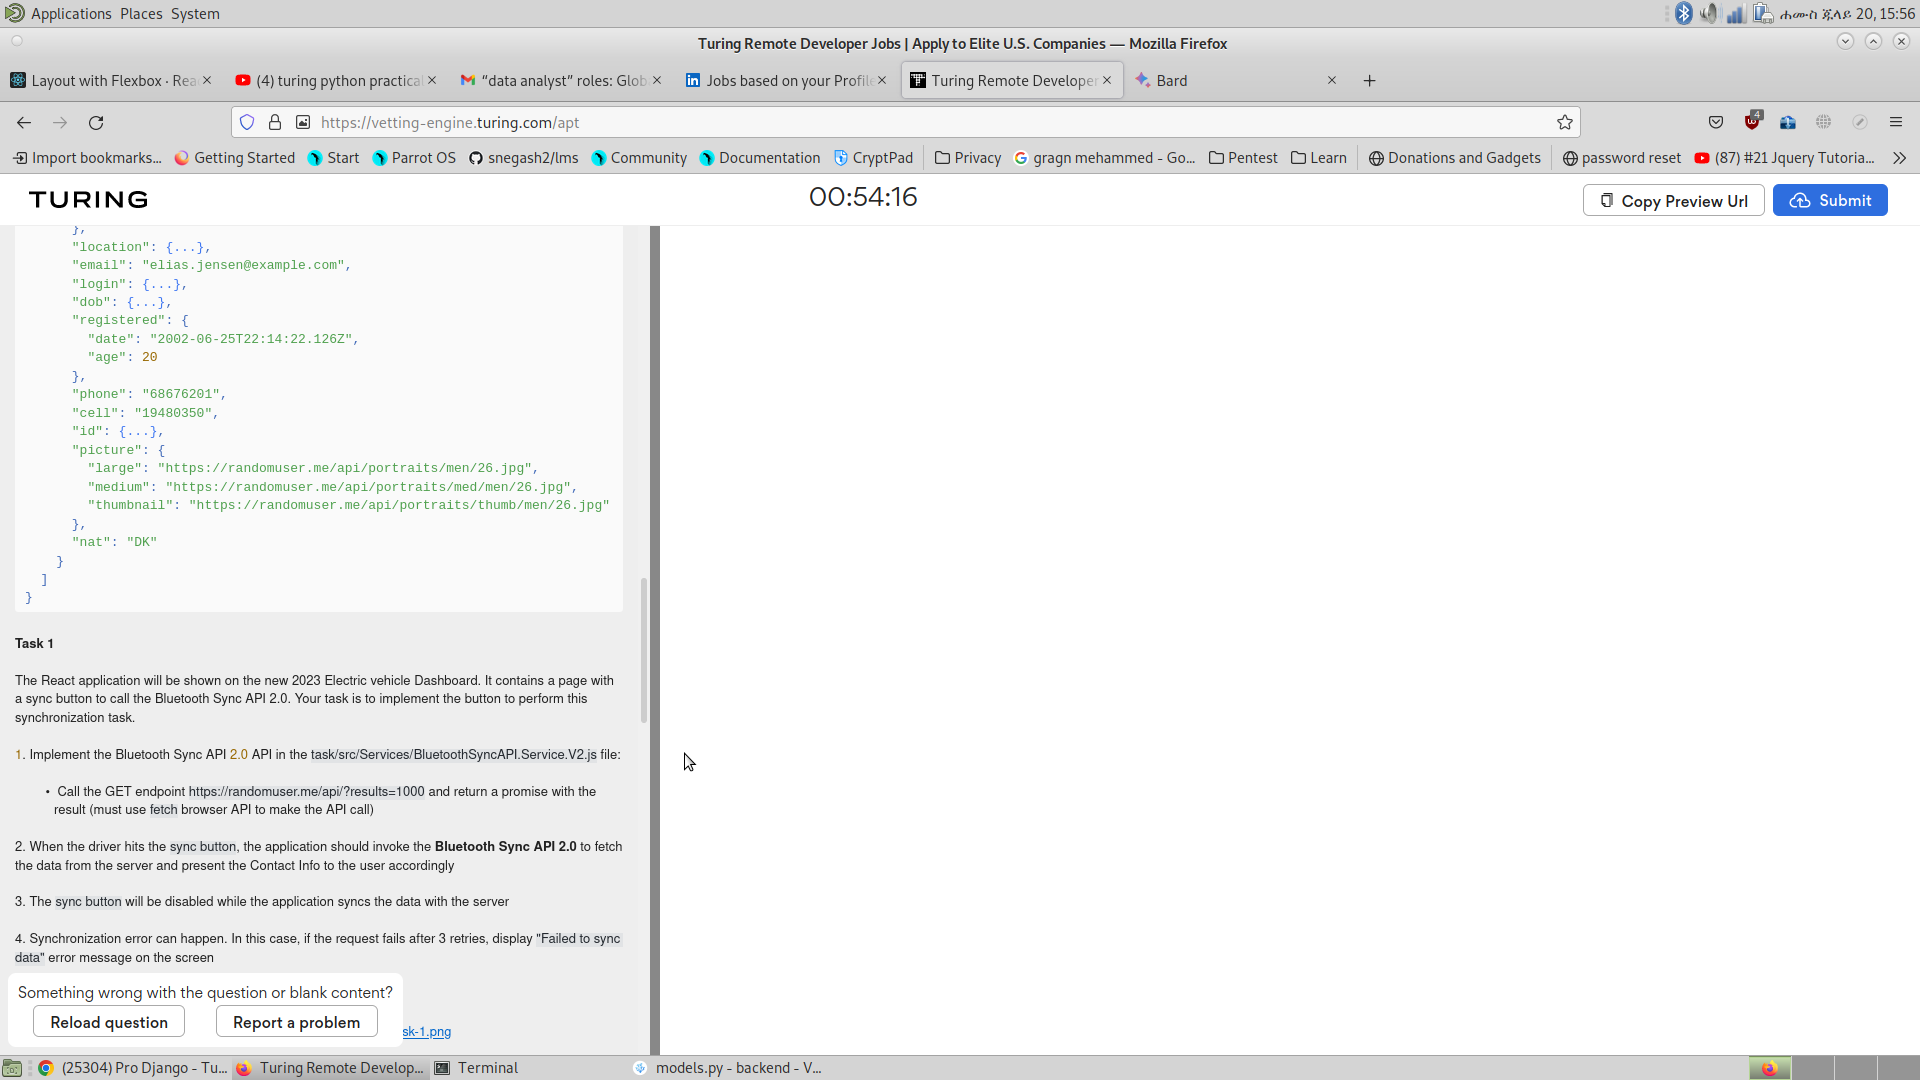 Applications Places System
ሐሙስ ጁላይ 20, 15:56
Turing Remote Developer Jobs | Apply to Elite U.S. Companies — Mozilla Firefox
Layout with Flexbox · Rea
(4) turing python practical
“data analyst” roles: Glob
Jobs based on your Profile
Turing Remote Developer
Bard
https://vetting-engine.turing.com/apt
4
Import bookmarks...
Getting Started
Start
Parrot OS
snegash2/lms
Community
Documentation
CryptPad
Privacy
gragn mehammed - Go...
Pentest
Learn
Donations and Gadgets
password reset
(87) #21 Jquery Tutoria...
TURING
00:54:16
Copy Preview Url
Submit
},
"location": {...},
"email": "elias.jensen@example.com",
"login": {...},
"dob": {...},
"registered": {
"date": "2002-06-25T22:14:22.126Z",
"age": 20
},
"phone": "68676201",
"cell": "19480350",
"id": {...},
"picture": {
"large": "https://randomuser.me/api/portraits/men/26.jpg",
"medium": "https://randomuser.me/api/portraits/med/men/26.jpg",
"thumbnail": "https://randomuser.me/api/portraits/thumb/men/26.jpg"
},
"nat": "DK"
}
]
}
Task 1
The React application will be shown on the new 2023 Electric vehicle Dashboard. It contains a page with
a sync button to call the Bluetooth Sync API 2.0. Your task is to implement the button to perform this
synchronization task.
1. Implement the Bluetooth Sync API 2.0 API in the task/src/Services/BluetoothSyncAPI.Service.V2.js file:
• Call the GET endpoint https://randomuser.me/api/?results=1000 and return a promise with the
result (must use fetch browser API to make the API call)
2. When the driver hits the sync button, the application should invoke the Bluetooth Sync API 2.0 to fetch
the data from the server and present the Contact Info to the user accordingly
3. The sync button will be disabled while the application syncs the data with the server
4. Synchronization error can happen. In this case, if the request fails after 3 retries, display "Failed to sync
data" error message on the screen
Something wrong with the question or blank content?
Reload question
Report a problem
sk-1.png
(25304) Pro Django - Tu...
Turing Remote Develop...
Terminal
models.py - backend - V...